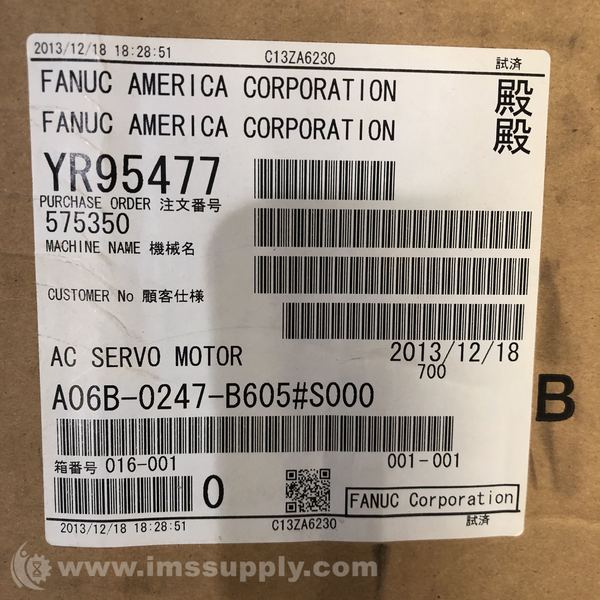 2013/12/18 18:28:51 C13ZA6230 試済
FANUC AMERICA CORPORATION 殿
FANUC AMERICA CORPORATION 殿
YR95477
PURCHASE ORDER 注文番号
575350
MACHINE NAME 機械名
CUSTOMER No 顧客仕様
AC SERVO MOTOR 2013/12/18
700
A06B-0247-B605#S000
B
箱番号 016-001 001-001
0
FANUC Corporation
2013/12/18 18:28:51 C13ZA6230 試済
www.imssupply.com